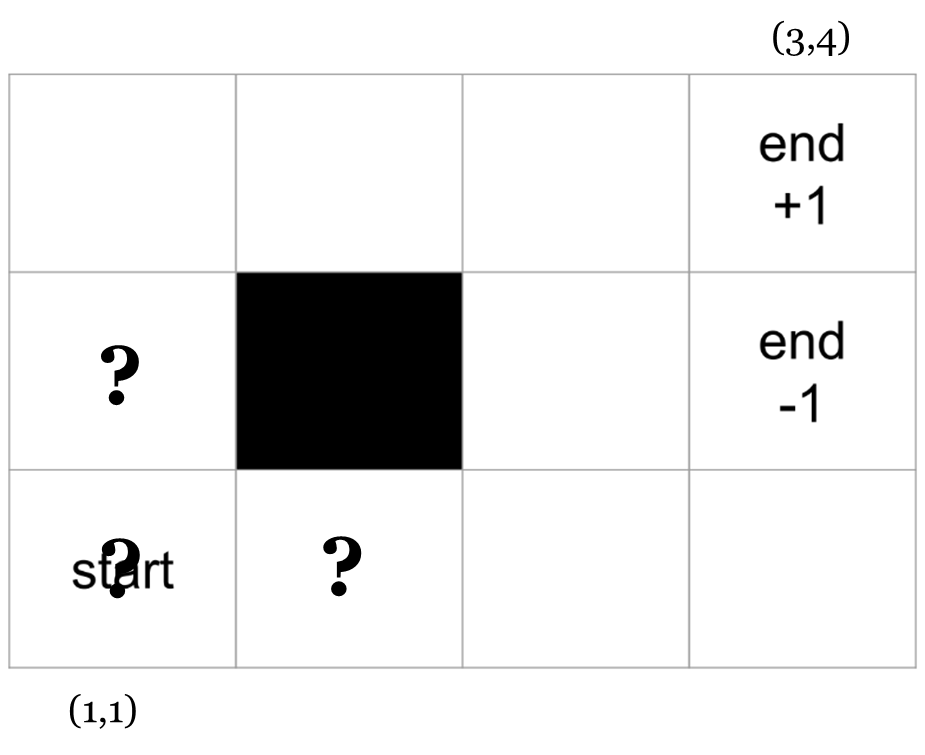 (3,4)
end
+1
end
-1
?
?
start
?
(1,1)